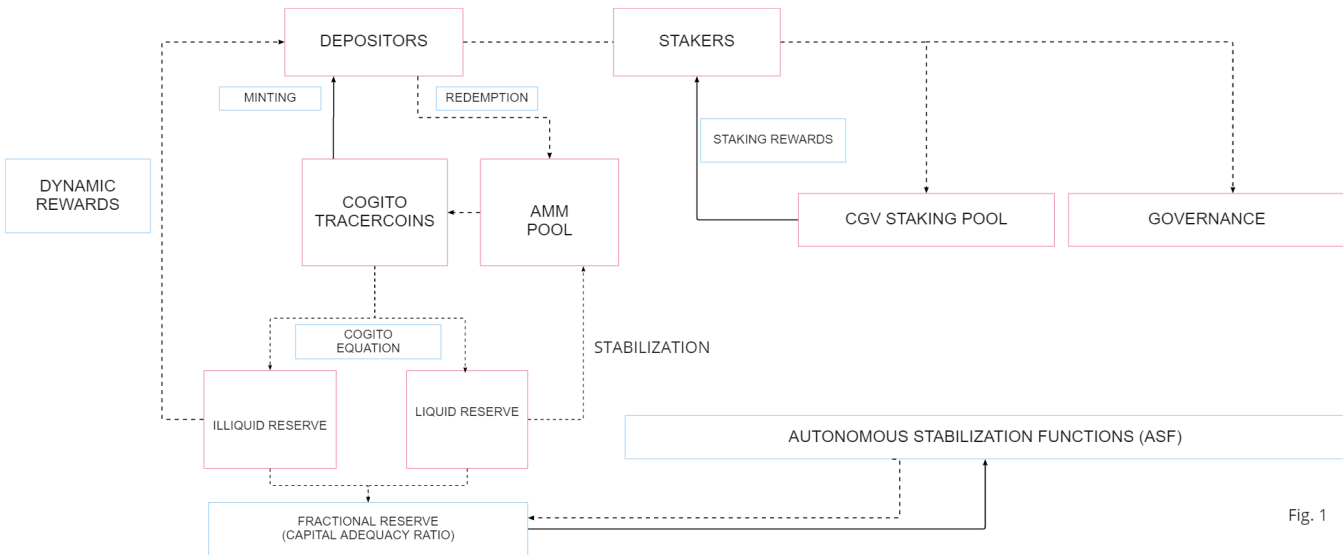 DEPOSITORS
STAKERS
MINTING
REDEMPTION
STAKING REWARDS
DYNAMIC
REWARDS
COGITO
TRACERCOINS
AMM
POOL
CGV STAKING POOL
GOVERNANCE
COGITO
EQUATION
STABILIZATION
ILLIQUID RESERVE
LIQUID RESERVE
AUTONOMOUS STABILIZATION FUNCTIONS (ASF)
FRACTIONAL RESERVE
(CAPITAL ADEQUACY RATIO)
Fig. 1